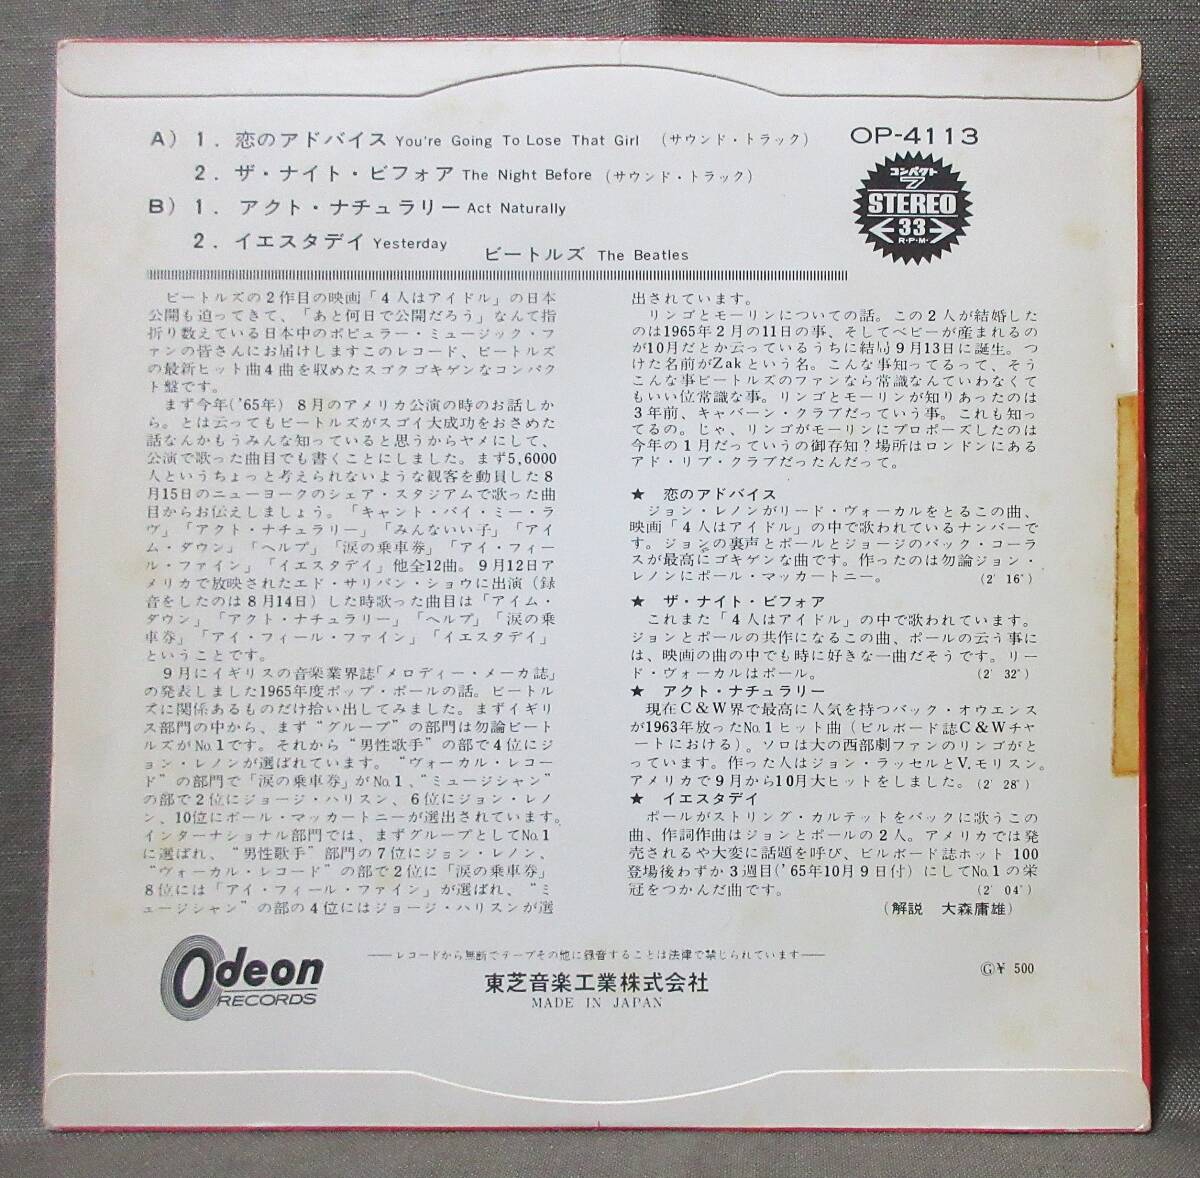 A) 1. 恋のアドバイス You're Going To Lose That Girl (サウンド・トラック)
2. ザ・ナイト・ビフォア The Night Before (サウンド・トラック)
B) 1. アクト・ナチュラリー Act Naturally
2. イエスタデイ Yesterday
ビートルズ The Beatles
OP-4113
コンパクト
7
STEREO
33
R・P・M・
ビートルズの2作目の映画「4人はアイドル」の日本
公開も迫ってきて、「あと何日で公開だろう」なんて指
折り数えている日本中のポピュラー・ミュージック・フ
ァンの皆さんにお届けしますこのレコード、ビートルズ
の最新ヒット曲4曲を収めたスゴクゴキゲンなコンパク
ト盤です。
まず今年('65年) 8月のアメリカ公演の時のお話しか
ら。とは云ってもビートルズがスゴイ大成功をおさめた
話なんかもうみんな知っていると思うからヤメにして、
公演で歌った曲目でも書くことにしました。まず5,6000
人というちょっと考えられないような観客を動員した8
月15日のニューヨークのシェア・スタジアムで歌った曲
目からお伝えしましょう。「キャント・バイ・ミー・ラ
ヴ」「アクト・ナチュラリー」「みんないい子」「アイ
ム・ダウン」「ヘルプ」「涙の乗車券」「アイ・フィー
ル・ファイン」「イエスタデイ」他全12曲。9月12日ア
メリカで放映されたエド・サリバン・ショウに出演(録
音をしたのは8月14日)した時歌った曲目は「アイム・
ダウン」「アクト・ナチュラリー」「ヘルプ」「涙の乗
車券」「アイ・フィール・ファイン」「イエスタデイ」
ということです。
9月にイギリスの音楽業界誌「メロディー・メーカ誌」
の発表しました1965年度ポップ・ポールの話。ビートル
ズに関係あるものだけ拾い出してみました。まずイギリ
ス部門の中から、まず“グループ”の部門は勿論ビート
ルズがNo.1です。それから“男性歌手”の部で4位にジ
ョン・レノンが選ばれています。“ヴォーカル・レコー
ド”の部門で「涙の乗車券」がNo.1、“ミュージシャン”
の部で2位にジョージ・ハリスン、6位にジョン・レノ
ン、10位にポール・マッカートニーが選出されています。
インターナショナル部門では、まずグループとしてNo.1
に選ばれ、“男性歌手”部門の7位にジョン・レノン、
“ヴォーカル・レコード”の部で2位に「涙の乗車券」
8位には「アイ・フィール・ファイン」が選ばれ、“ミ
ュージシャン”の部の4位にはジョージ・ハリスンが選
出されています。
リンゴとモーリンについての話。この2人が結婚した
のは1965年2月の11日の事、そしてベビーが産まれるの
が10月だとか云っているうちに結局9月13日に誕生。つ
けた名前がZakという名。こんな事知ってるって、そう
こんな事ビートルズのファンなら常識なんていわなくて
もいい位常識な事。リンゴとモーリンが知りあったのは
3年前、キャバーン・クラブだっていう事。これも知っ
てるの。じゃ、リンゴがモーリンにプロポーズしたのは
今年の1月だっていうの御存知?場所はロンドンにある
アド・リブ・クラブだったんだって。
★ 恋のアドバイス
ジョン・レノンがリード・ヴォーカルをとるこの曲、
映画「4人はアイドル」の中で歌われているナンバーで
す。ジョンの裏声とポールとジョージのバック・コーラ
スが最高にゴキゲンな曲です。作ったのは勿論ジョン・
レノンにポール・マッカートニー。 (2′ 16″)
★ ザ・ナイト・ビフォア
これまた「4人はアイドル」の中で歌われています。
ジョンとポールの共作になるこの曲、ポールの云う事に
は、映画の曲の中でも特に好きな一曲だそうです。リー
ド・ヴォーカルはポール。 (2′ 32″)
★ アクト・ナチュラリー
現在C&W界で最高に人気を持つバック・オウエンス
が1963年放ったNo.1ヒット曲(ビルボード誌C&Wチャ
ートにおける)。ソロは大の西部劇ファンのリンゴがと
っています。作った人はジョン・ラッセルとV.モリスン。
アメリカで9月から10月大ヒットをしました。(2′ 28″)
★ イエスタデイ
ポールがストリング・カルテットをバックに歌うこの
曲、作詞作曲はジョンとポールの2人。アメリカでは発
売されるや大変に話題を呼び、ビルボード誌ホット 100
登場後わずか3週目('65年10月9日付)にしてNo.1の栄
冠をつかんだ曲です。 (2′ 04″)
(解説 大森庸雄)
Odeon
RECORDS
——レコードから無断でテープその他に録音することは法律で禁じられています——
東芝音楽工業株式会社
MADE IN JAPAN
Ⓖ¥ 500